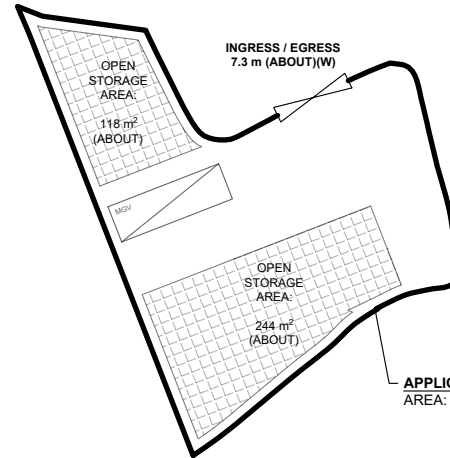 INGRESS / EGRESS
7.3 m (ABOUT)(W)
OPEN
STORAGE
AREA:
118 m²
(ABOUT)
MGV
OPEN
STORAGE
AREA:
244 m²
(ABOUT)
AREA: